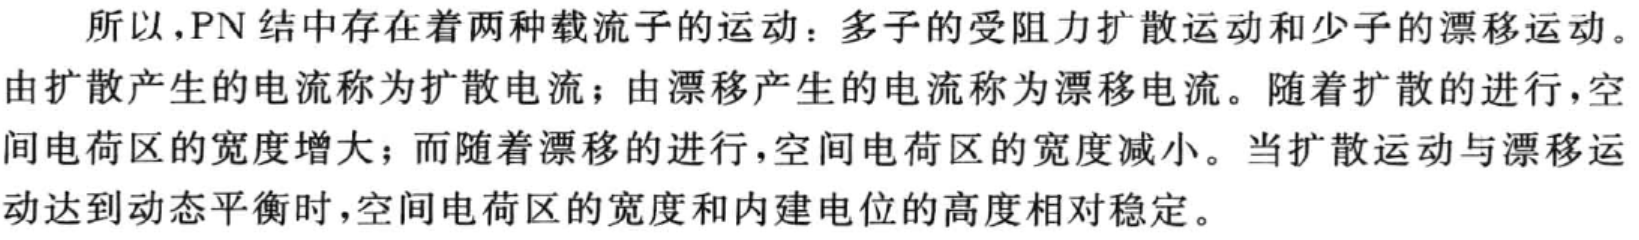 所以,PN 结中存在着两种载流子的运动：多子的受阻力扩散运动和少子的漂移运动。
由扩散产生的电流称为扩散电流；由漂移产生的电流称为漂移电流。随着扩散的进行,空
间电荷区的宽度增大；而随着漂移的进行,空间电荷区的宽度减小。当扩散运动与漂移运
动达到动态平衡时,空间电荷区的宽度和内建电位的高度相对稳定。